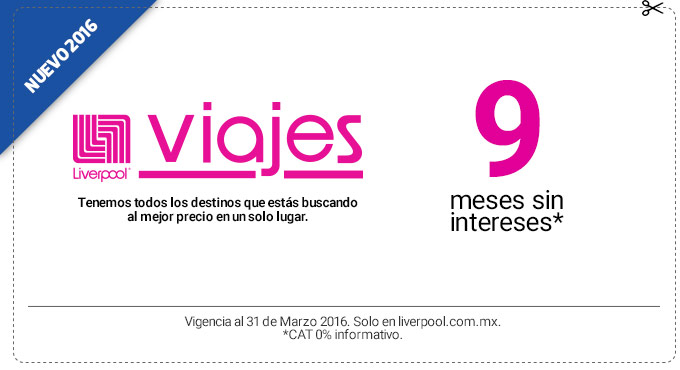 NUEVO 2016
Liverpool
viajes
Tenemos todos los destinos que estás buscando
al mejor precio en un solo lugar.
9
meses sin
intereses*
Vigencia al 31 de Marzo 2016. Solo en liverpool.com.mx.
*CAT 0% informativo.